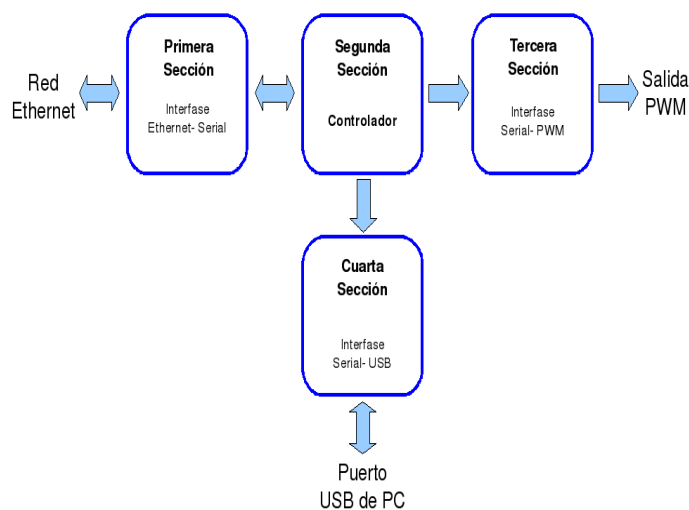 Red
Ethernet
Primera
Sección
Interfase
Ethernet- Serial
Segunda
Sección
Controlador
Tercera
Sección
Interfase
Serial- PWM
Salida
PWM
Cuarta
Sección
Interfase
Serial- USB
Puerto
USB de PC